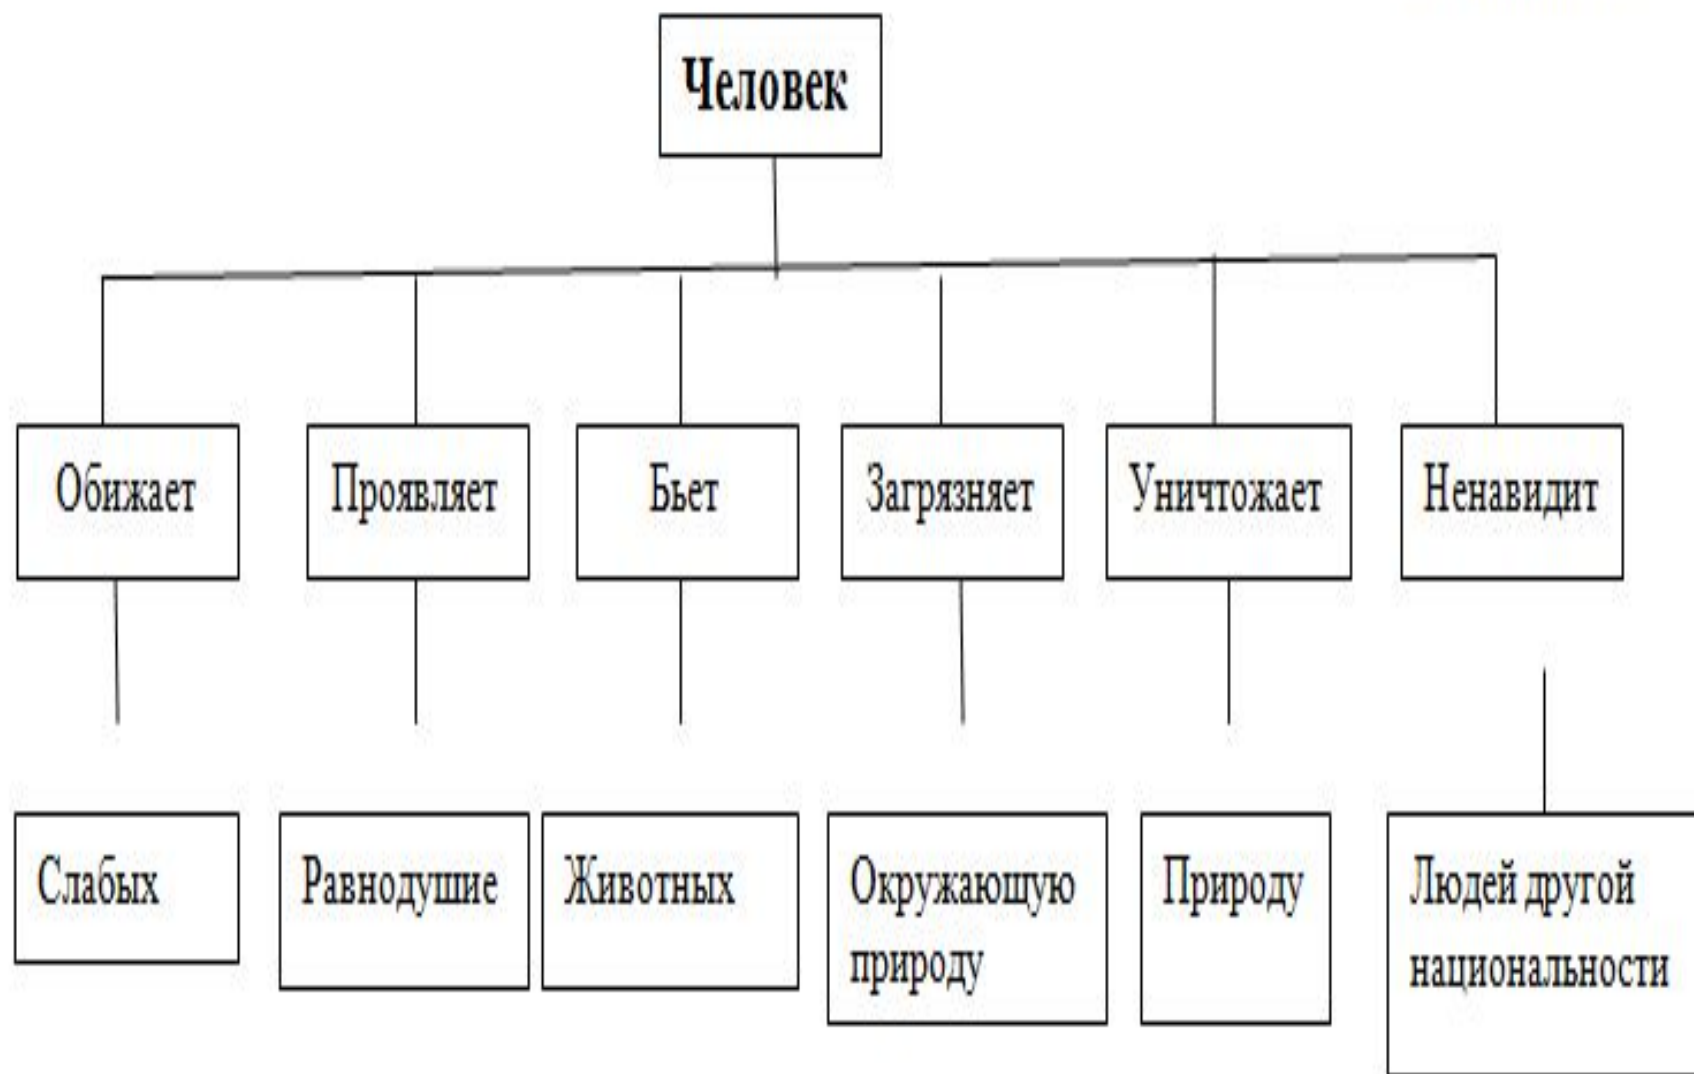 Человек
Обижает
Проявляет
Бьет
Загрязняет
Уничтожает
Ненавидит
Слабых
Равнодушие
Животных
Окружающую
природу
Природу
Людей другой
национальности